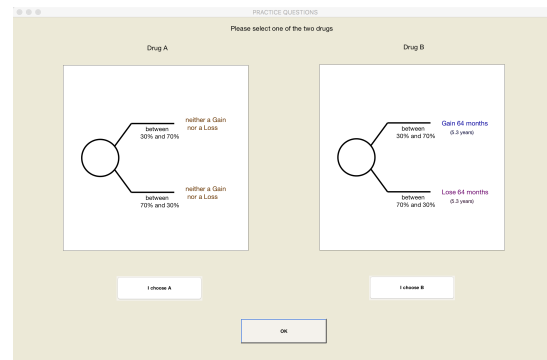 PRACTICE QUESTIONS
Please select one of the two drugs
Drug A
neither a Gain
nor a Loss
between
30% and 70%
neither a Gain
nor a Loss
between
70% and 30%
I choose A
Drug B
Gain 64 months
(5.3 years)
between
30% and 70%
Lose 64 months
(5.3 years)
between
70% and 30%
I choose B
OK